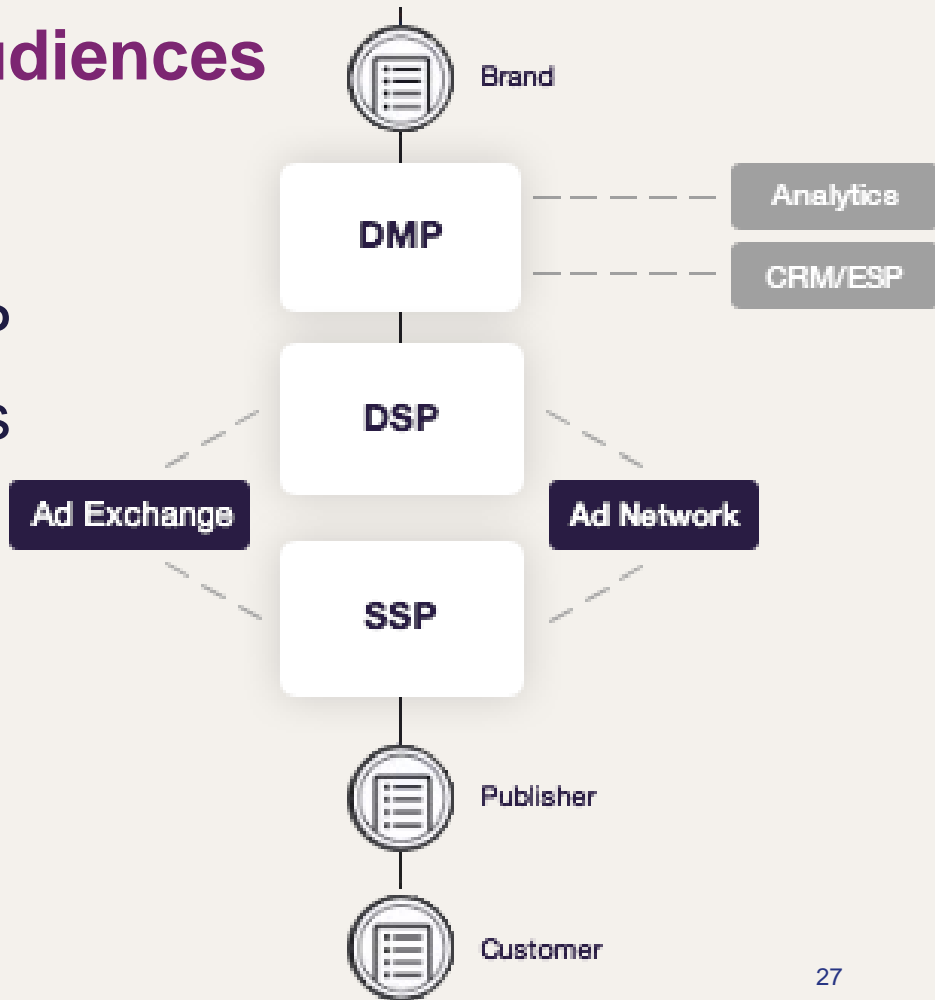 udiences
Brand
DMP
Analytics
CRM/ESP
DSP
S
Ad Exchange
Ad Network
SSP
Publisher
Customer
27